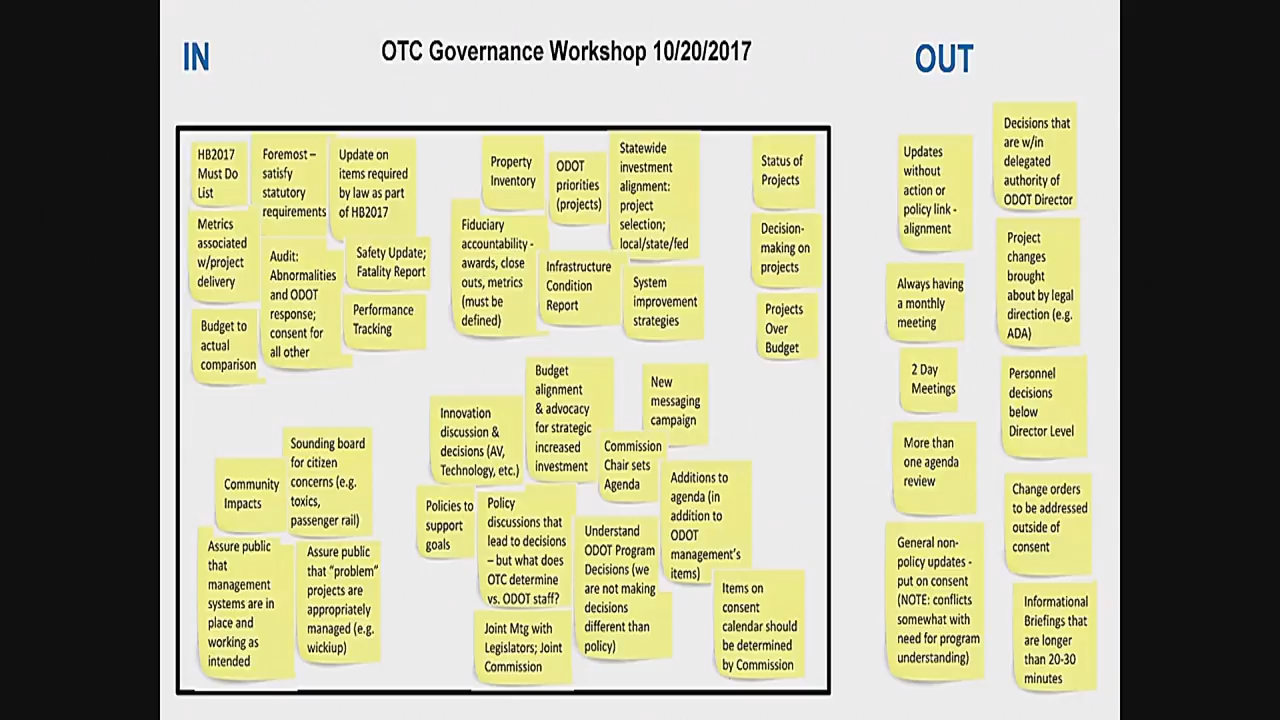 IN
OTC Governance Workshop 10/20/2017
OUT
HB2017
Must Do
List
Foremost –
satisfy
statutory
requirements
Update on
items required
by law as part
of HB2017
Metrics
associated
w/project
delivery
Audit:
Abnormalities
and ODOT
response;
consent for
all other
Safety Update;
Fatality Report
Performance
Tracking
Budget to
actual
comparison
Property
Inventory
ODOT
priorities
(projects)
Statewide
investment
alignment:
project
selection;
local/state/fed
Fiduciary
accountability -
awards, close
outs, metrics
(must be
defined)
Infrastructure
Condition
Report
System
improvement
strategies
Status of
Projects
Decision-
making on
projects
Projects
Over
Budget
Sounding board
for citizen
concerns (e.g.
toxics,
passenger rail)
Community
Impacts
Assure public
that
management
systems are in
place and
working as
intended
Assure public
that “problem”
projects are
appropriately
managed (e.g.
wickiup)
Innovation
discussion &
decisions (AV,
Technology, etc.)
Budget
alignment
& advocacy
for strategic
increased
investment
New
messaging
campaign
Commission
Chair sets
Agenda
Additions to
agenda (in
addition to
ODOT
management’s
items)
Policies to
support
goals
Policy
discussions that
lead to decisions
– but what does
OTC determine
vs. ODOT staff?
Understand
ODOT Program
Decisions (we
are not making
decisions
different than
policy)
Joint Mtg with
Legislators; Joint
Commission
Items on
consent
calendar should
be determined
by Commission
Updates
without
action or
policy link -
alignment
Always having
a monthly
meeting
2 Day
Meetings
More than
one agenda
review
General non-
policy updates -
put on consent
(NOTE: conflicts
somewhat with
need for program
understanding)
Decisions that
are w/in
delegated
authority of
ODOT Director
Project
changes
brought
about by legal
direction (e.g.
ADA)
Personnel
decisions
below
Director Level
Change orders
to be addressed
outside of
consent
Informational
Briefings that
are longer
than 20-30
minutes